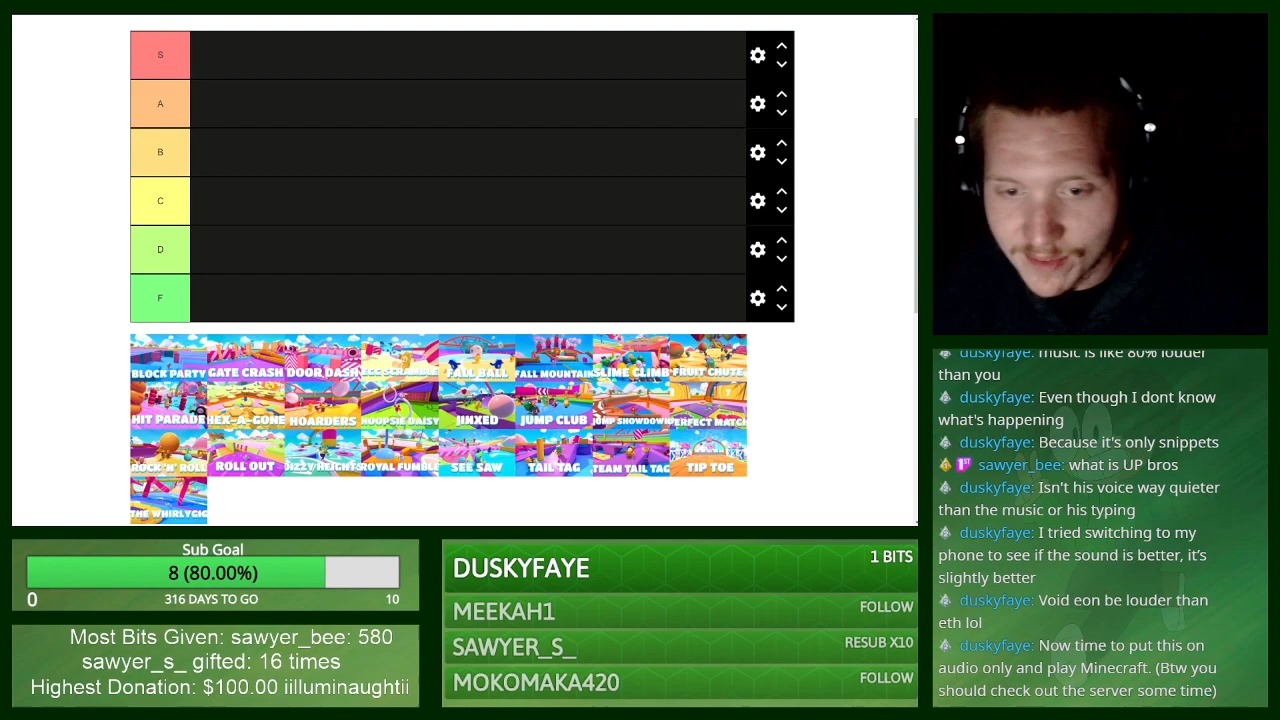 S
A
B
C
D
F
BLOCK PARTY GATE CRASH DOOR DASH EGG SCRAMBLE FALL BALL FALL MOUNTAIN SLIME CLIMB FRUIT CHUTE
HIT PARADE HEX-A-GONE HOARDERS HOOPSIE DAISY JINXED JUMP CLUB JUMP SHOWDOWN PERFECT MATCH
ROCK'N'ROLL ROLL OUT DIZZY HEIGHTS ROYAL FUMBLE SEE SAW TAIL TAG TEAM TAIL TAG TIP TOE
THE WHIRLYGIG
duskyfaye: music is like 80% louder
than you
duskyfaye: Even though I dont know
what's happening
duskyfaye: Because it's only snippets
1ST sawyer_bee: what is UP bros
duskyfaye: Isn't his voice way quieter
than the music or his typing
duskyfaye: I tried switching to my
phone to see if the sound is better, it's
slightly better
duskyfaye: Void eon be louder than
eth lol
duskyfaye: Now time to put this on
audio only and play Minecraft. (Btw you
should check out the server some time)
Sub Goal
8 (80.00%)
0 316 DAYS TO GO 10
Most Bits Given: sawyer_bee: 580
sawyer_s_ gifted: 16 times
Highest Donation: $100.00 iilluminaughtii
DUSKYFAYE 1 BITS
MEEKAH1 FOLLOW
SAWYER_S_ RESUB X10
MOKOMAKA420 FOLLOW